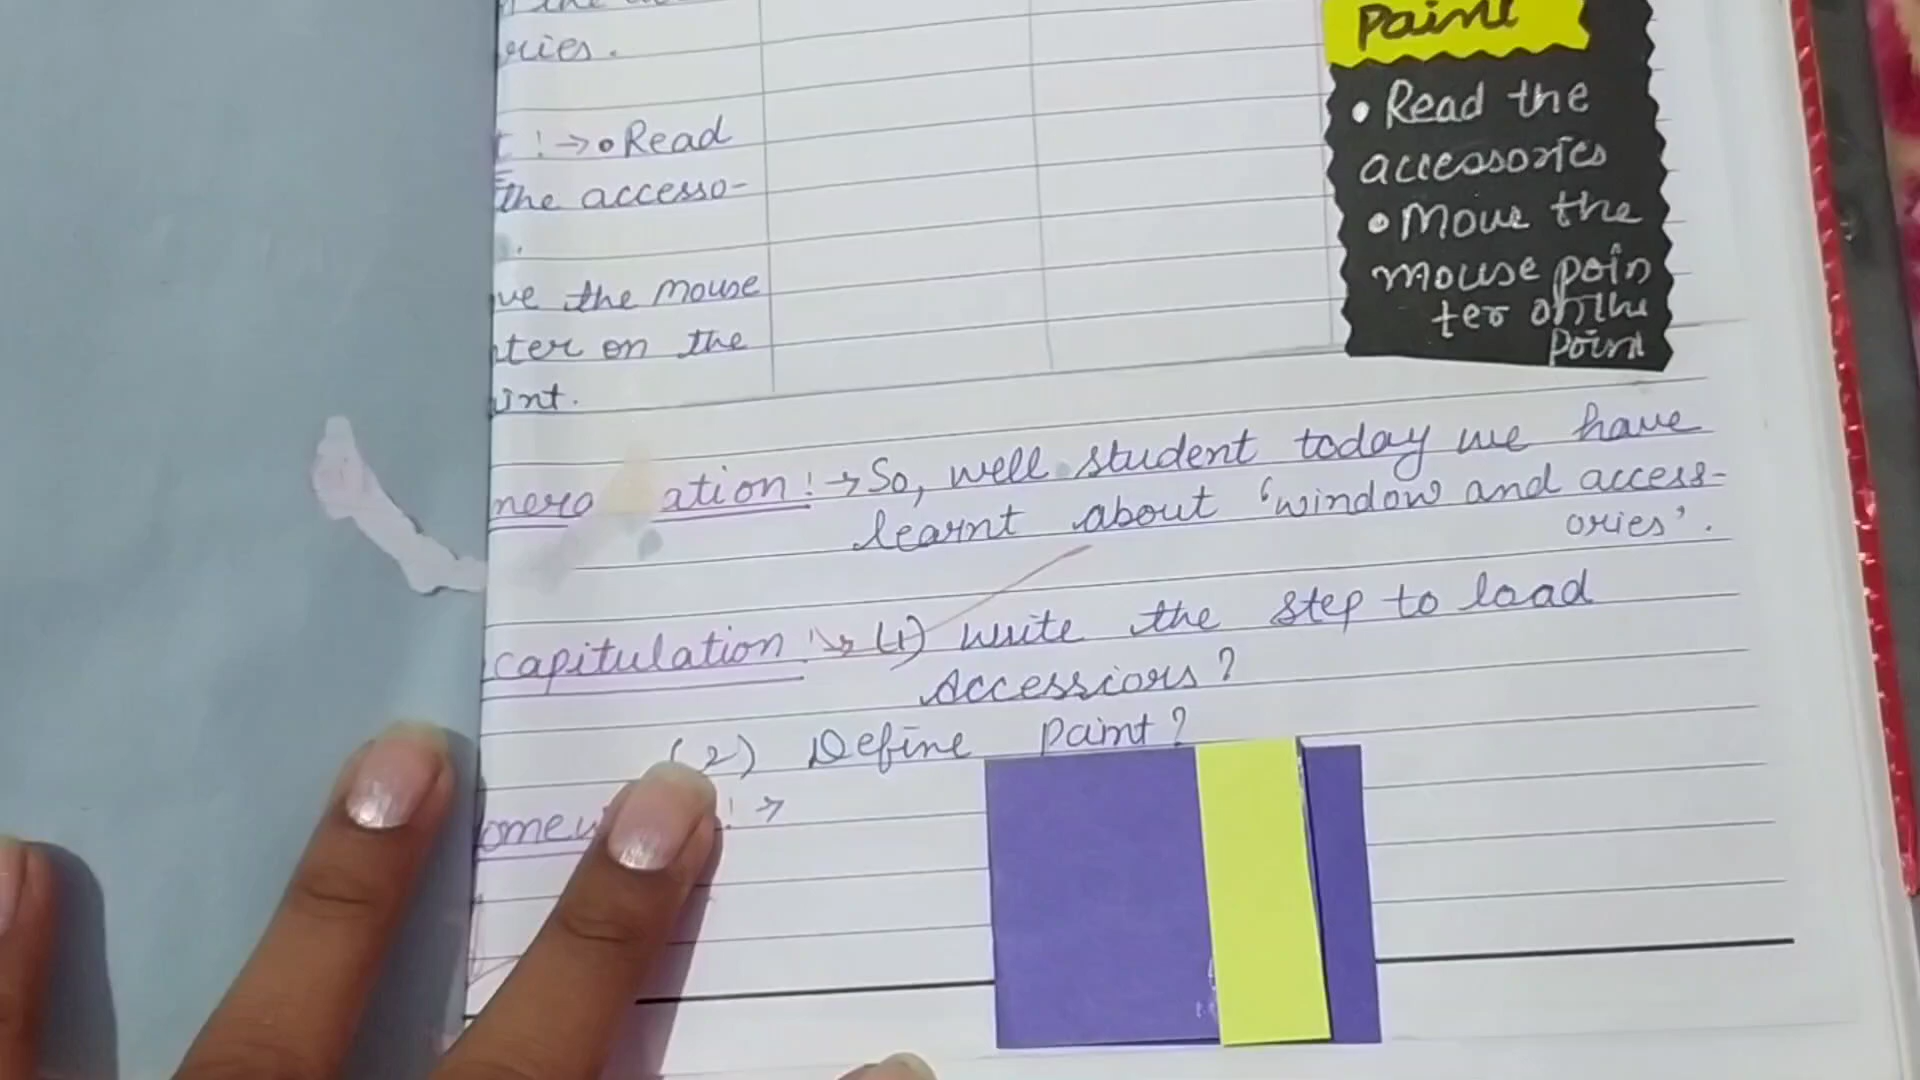 ries.
! → • Read
the accesso-
ve the mouse
ter on the
int.
Paint
• Read the
accessories
• Move the
mouse poin
ter on the
Point
neration ! → So, well student today we have
learnt about 'window and access-
ories'.
capitulation ! → (1) write the step to load
Accessiors ?
(2) Define Paint ?
omew ! →